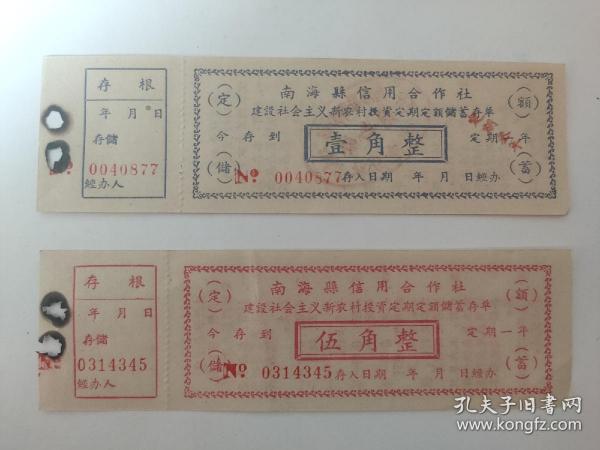 存 根
年 月 日
存儲
0040877
經办人
南海縣信用合作社
建設社会主义新农村投資定期定額儲蓄存單
(定) (額) (儲) (蓄)
今存到 壹角整 定期一年
№ 0040877 存入日期 年 月 日經办
存 根
年 月 日
存儲
0314345
經办人
南海縣信用合作社
建設社会主义新农村投資定期定額儲蓄存單
(定) (額) (儲) (蓄)
今存到 伍角整 定期一年
№ 0314345 存入日期 年 月 日經办
孔夫子旧书网
www.kongfz.com